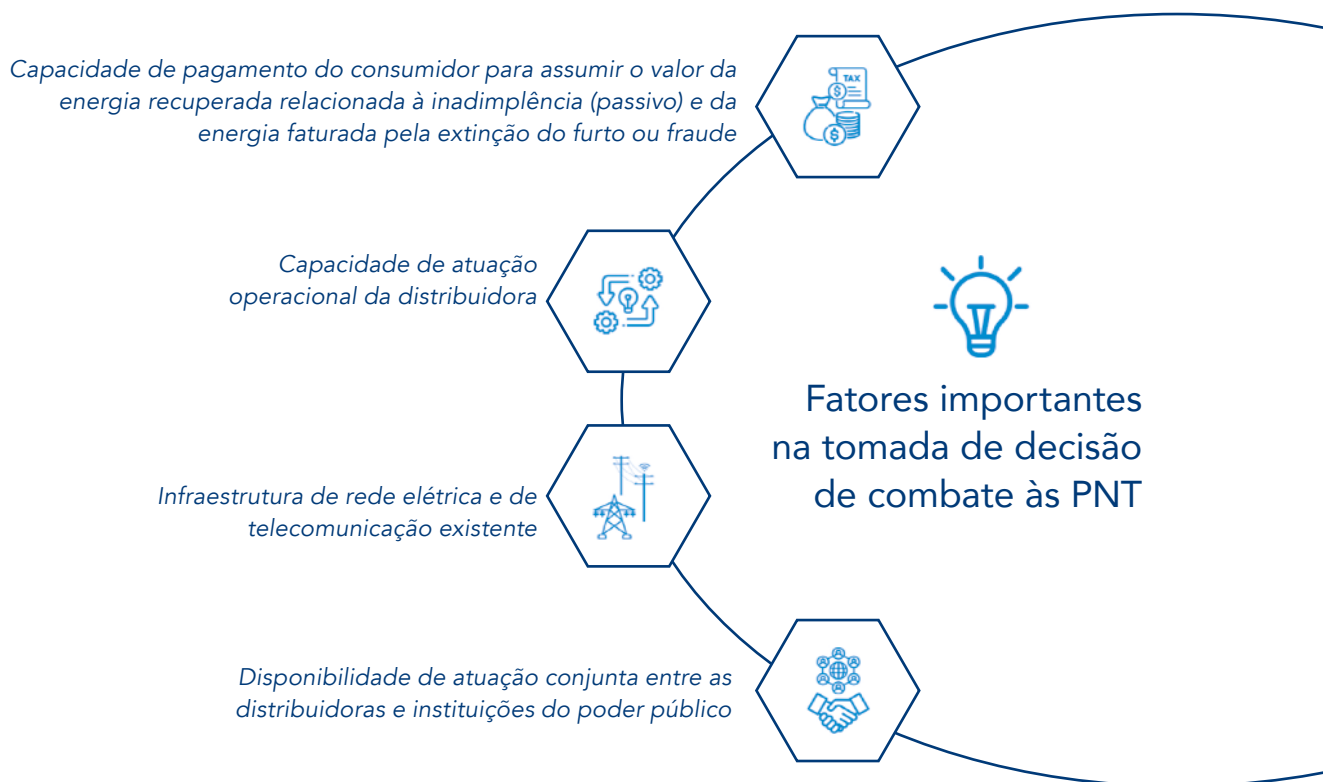 Capacidade de pagamento do consumidor para assumir o valor da
energia recuperada relacionada à inadimplência (passivo) e da
energia faturada pela extinção do furto ou fraude
TAX
$
$
Capacidade de atuação
operacional da distribuidora
Fatores importantes
na tomada de decisão
de combate às PNT
Infraestrutura de rede elétrica e de
telecomunicação existente
Disponibilidade de atuação conjunta entre as
distribuidoras e instituições do poder público